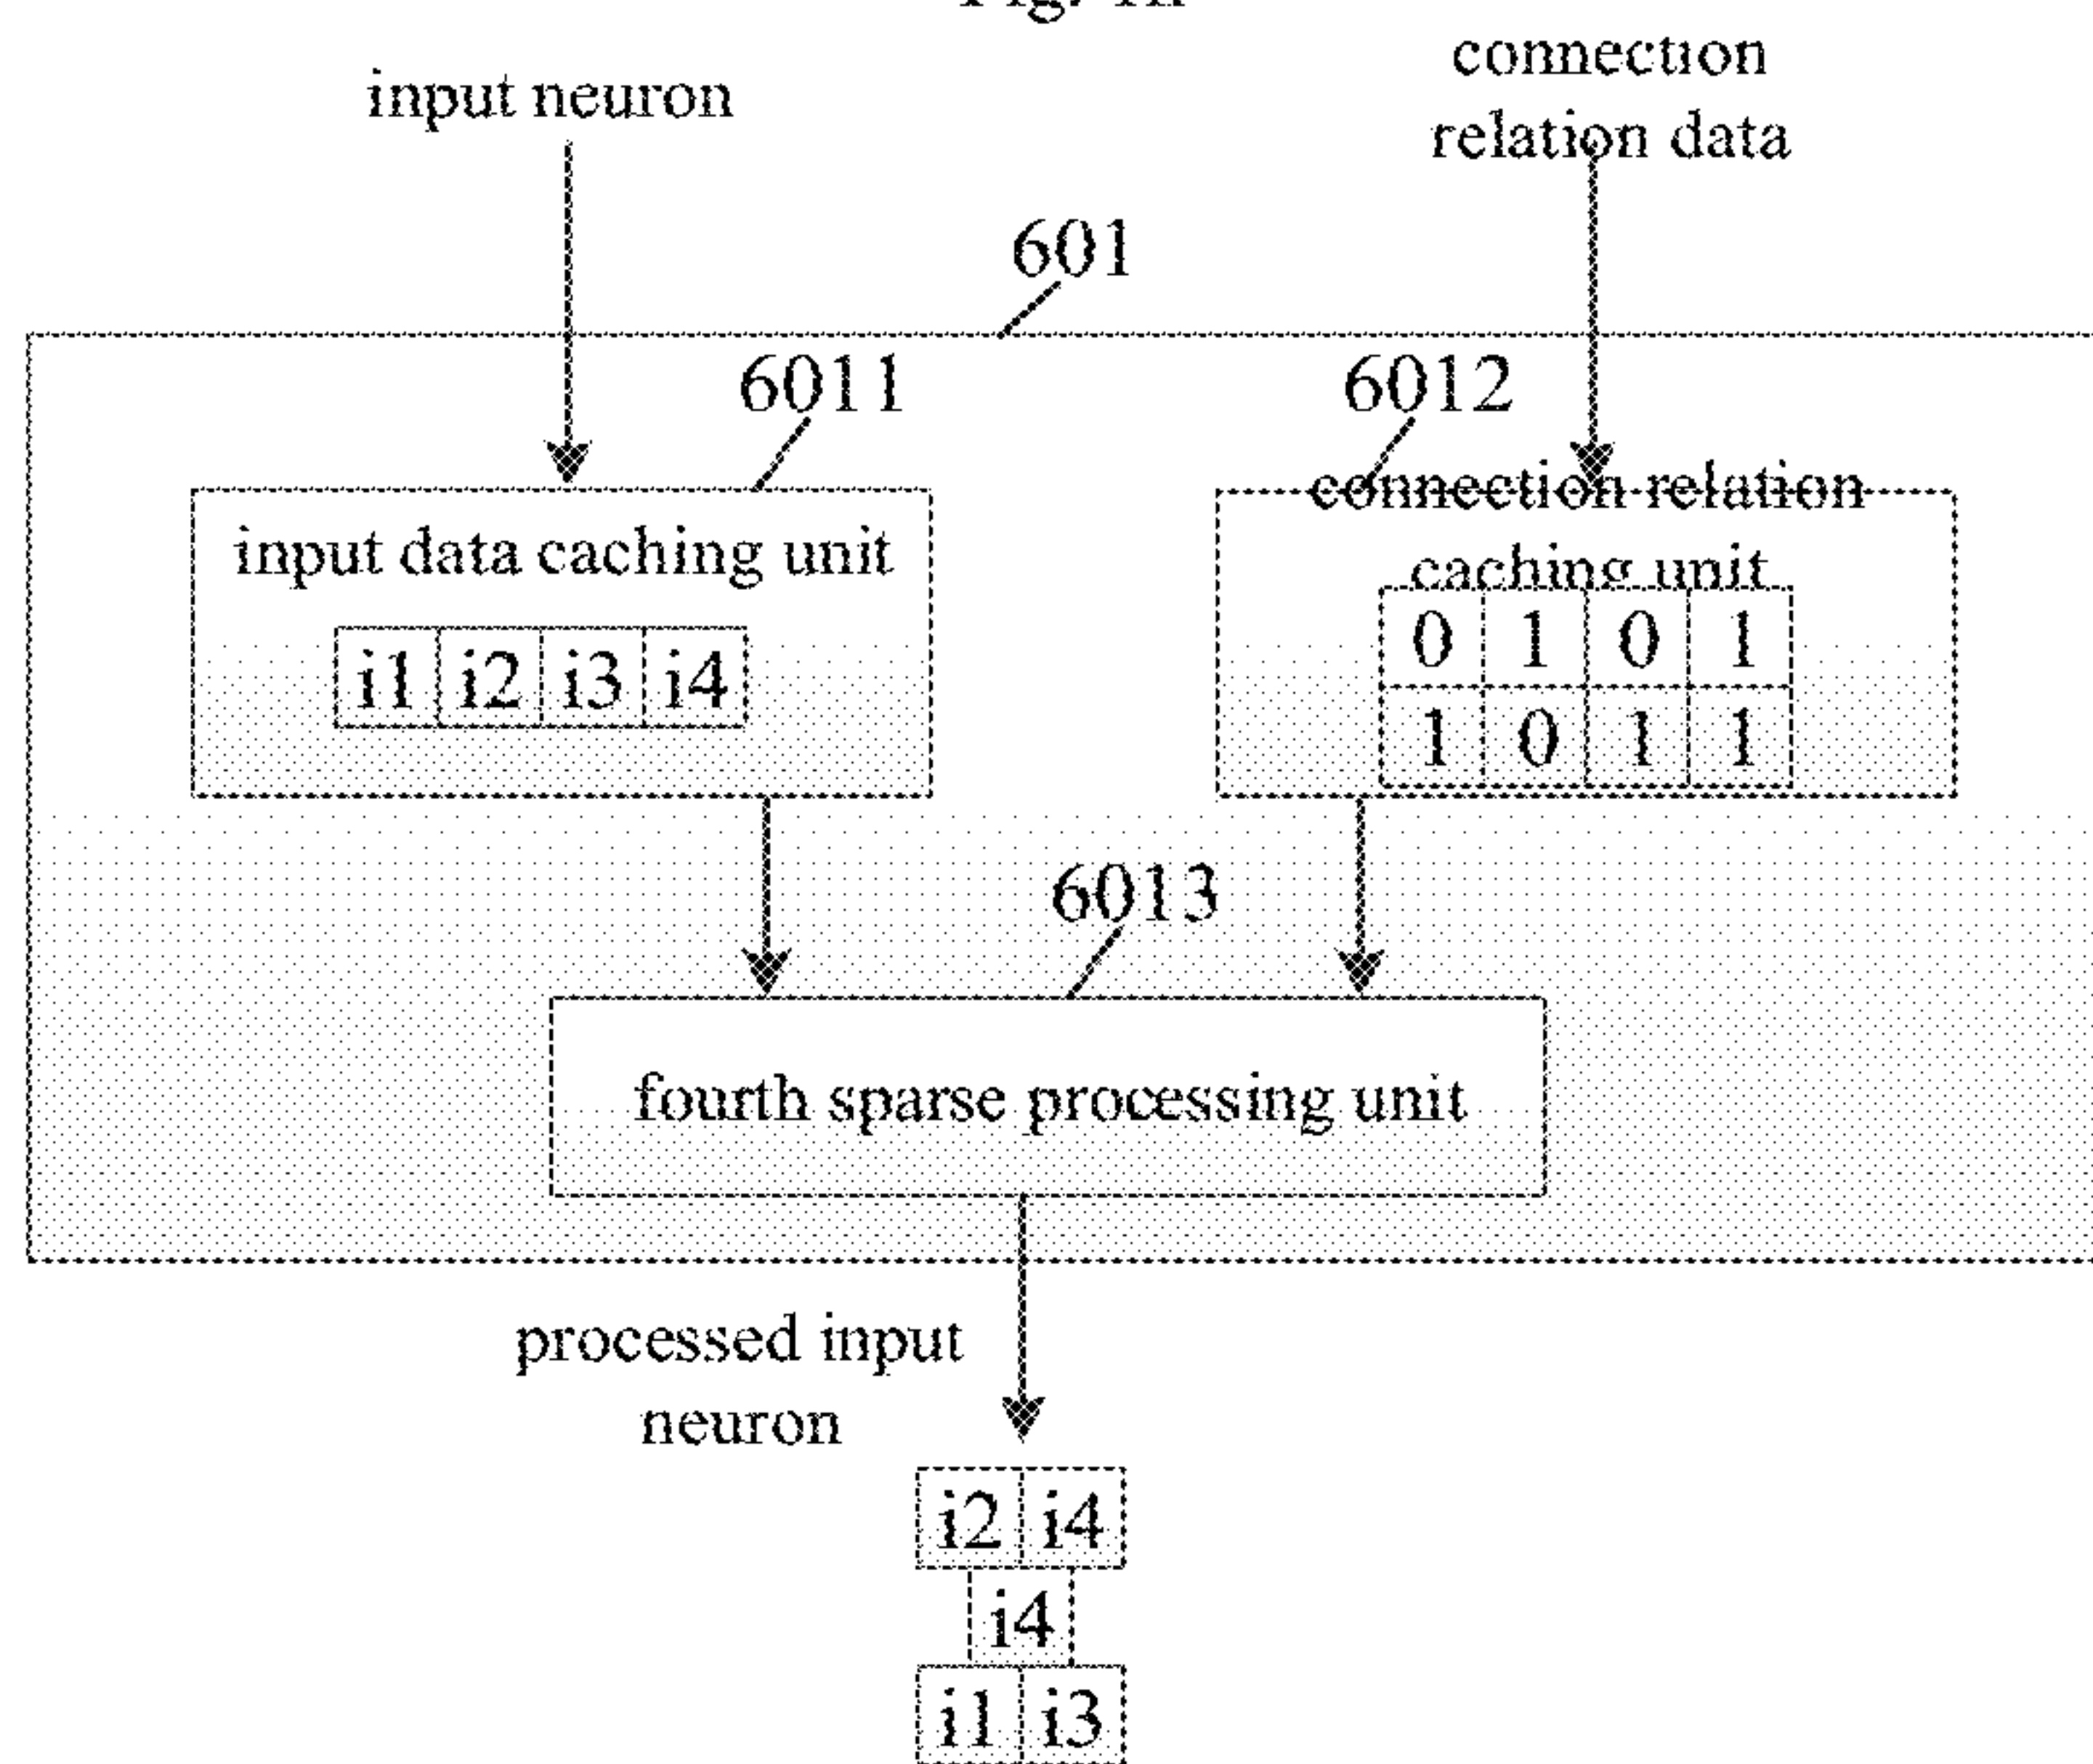 input neuron
connection
relation data
601
6011
6012
input data caching unit
i1 i2 i3 i4
connection relation
caching unit
0 1 0 1
1 0 1 1
6013
fourth sparse processing unit
processed input
neuron
i2 i4
i4
i1 i3